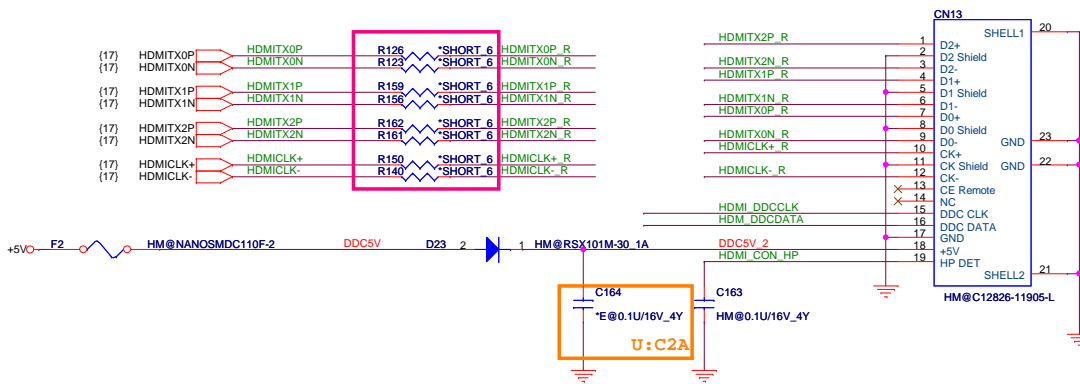 CN13
SHELL1 20
{17} HDMITX0P HDMITX0P R126 *SHORT_6 HDMITX0P_R
{17} HDMITX0N HDMITX0N R123 *SHORT_6 HDMITX0N_R
{17} HDMITX1P HDMITX1P R159 *SHORT_6 HDMITX1P_R
{17} HDMITX1N HDMITX1N R156 *SHORT_6 HDMITX1N_R
{17} HDMITX2P HDMITX2P R162 *SHORT_6 HDMITX2P_R
{17} HDMITX2N HDMITX2N R161 *SHORT_6 HDMITX2N_R
{17} HDMICLK+ HDMICLK+ R150 *SHORT_6 HDMICLK+_R
{17} HDMICLK- HDMICLK- R140 *SHORT_6 HDMICLK-_R
HDMITX2P_R 1 D2+
2 D2 Shield
HDMITX2N_R 3 D2-
HDMITX1P_R 4 D1+
5 D1 Shield
HDMITX1N_R 6 D1-
HDMITX0P_R 7 D0+
8 D0 Shield
HDMITX0N_R 9 D0- GND 23
HDMICLK+_R 10 CK+
11 CK Shield GND 22
HDMICLK-_R 12 CK-
13 CE Remote
14 NC
HDMI_DDCCLK 15 DDC CLK
HDM_DDCDATA 16 DDC DATA
17 GND
+5V F2 HM@NANOSMDC110F-2 DDC5V D23 2 1 HM@RSX101M-30_1A DDC5V_2 18 +5V
HDMI_CON_HP 19 HP DET
SHELL2 21
HM@C12826-11905-L
C164
*E@0.1U/16V_4Y
C163
HM@0.1U/16V_4Y
U:C2A